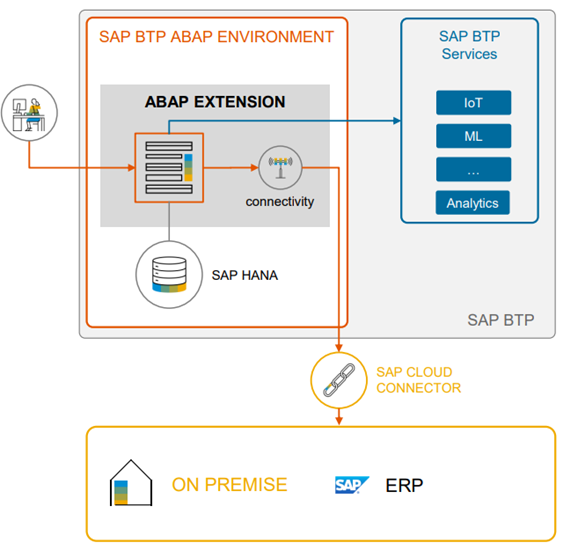 SAP BTP ABAP ENVIRONMENT
SAP BTP
Services
ABAP EXTENSION
IoT
ML
...
Analytics
connectivity
SAP HANA
SAP BTP
SAP CLOUD
CONNECTOR
ON PREMISE
SAP ERP